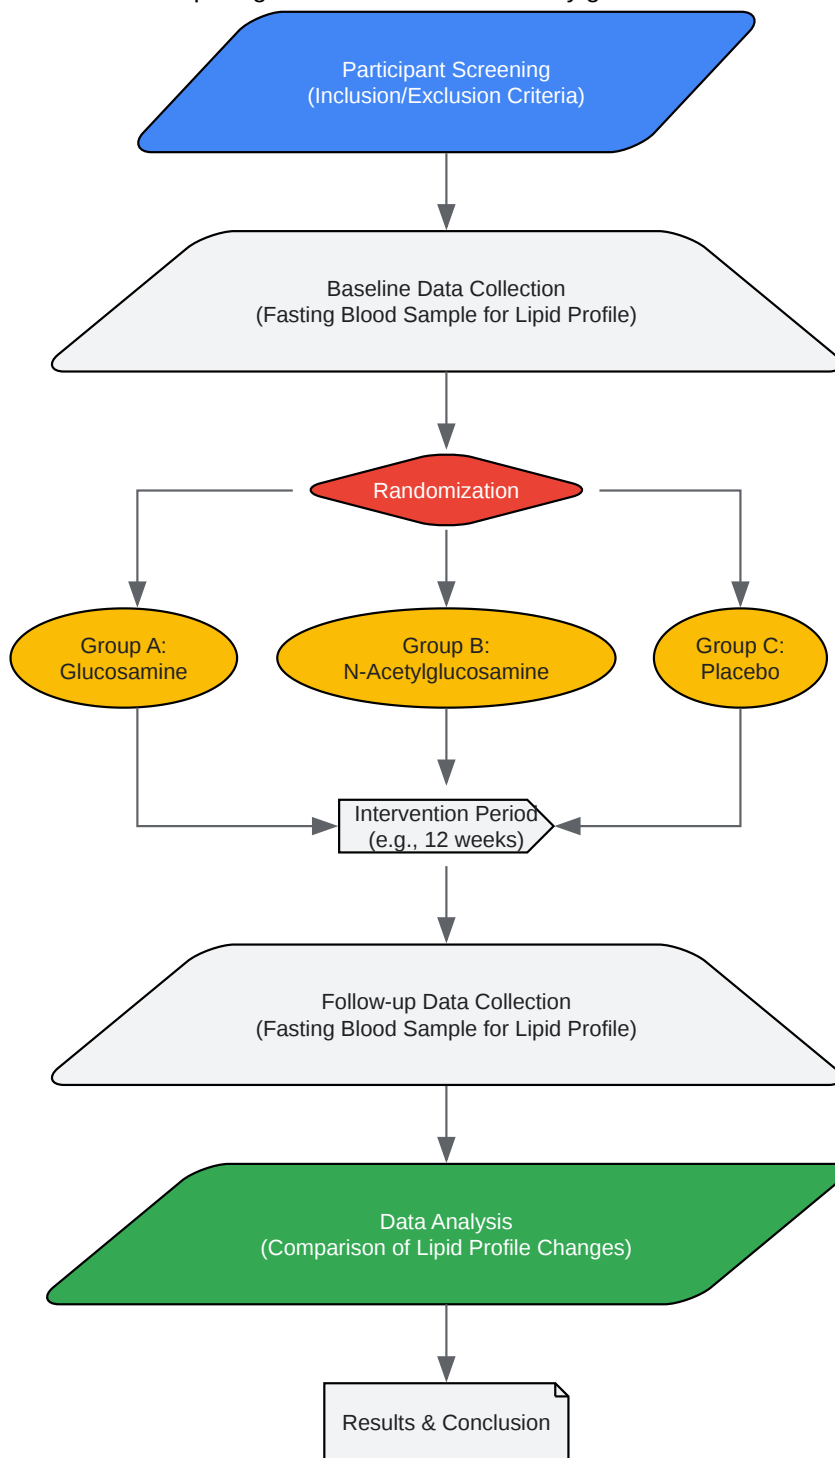 Participant Screening
(Inclusion/Exclusion Criteria)
Baseline Data Collection
(Fasting Blood Sample for Lipid Profile)
Randomization
Group A:
Glucosamine
Group B:
N-Acetylglucosamine
Group C:
Placebo
Intervention Period
(e.g., 12 weeks)
Follow-up Data Collection
(Fasting Blood Sample for Lipid Profile)
Data Analysis
(Comparison of Lipid Profile Changes)
Results & Conclusion